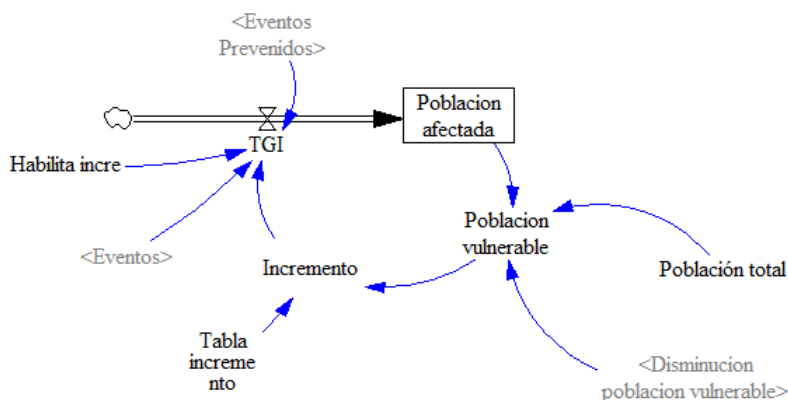 <Eventos
Prevenidos>
Poblacion
afectada
TGI
Habilita incre
Poblacion
vulnerable
<Eventos>
Incremento
Población total
Tabla
increme
nto
<Disminucion
poblacion vulnerable>